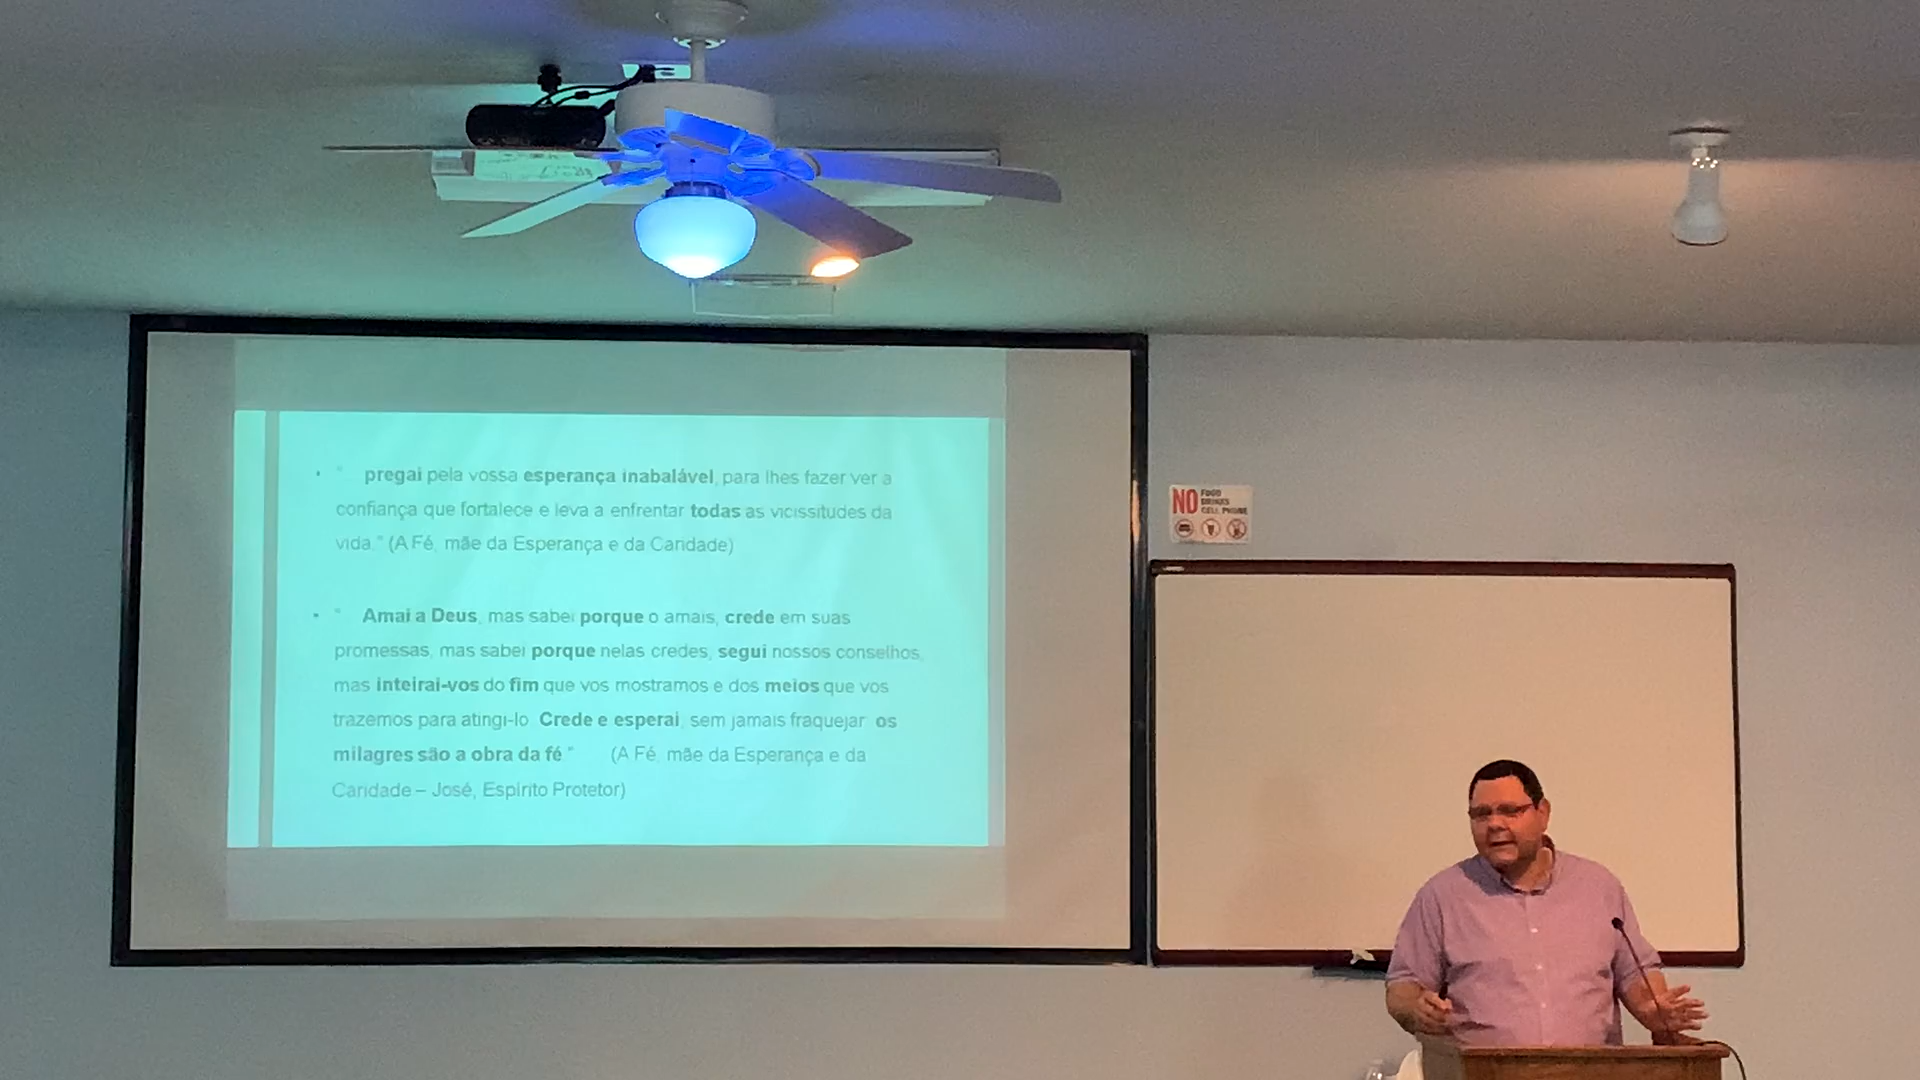 • " pregai pela vossa esperança inabalável, para lhes fazer ver a
confiança que fortalece e leva a enfrentar todas as vicissitudes da
vida." (A Fé, mãe da Esperança e da Caridade)
• " Amai a Deus, mas sabei porque o amais, crede em suas
promessas, mas sabei porque nelas credes, segui nossos conselhos,
mas inteirai-vos do fim que vos mostramos e dos meios que vos
trazemos para atingi-lo. Crede e esperai, sem jamais fraquejar: os
milagres são a obra da fé." (A Fé, mãe da Esperança e da
Caridade – José, Espírito Protetor)
NO FOOD
DRINKS
CELL PHONE